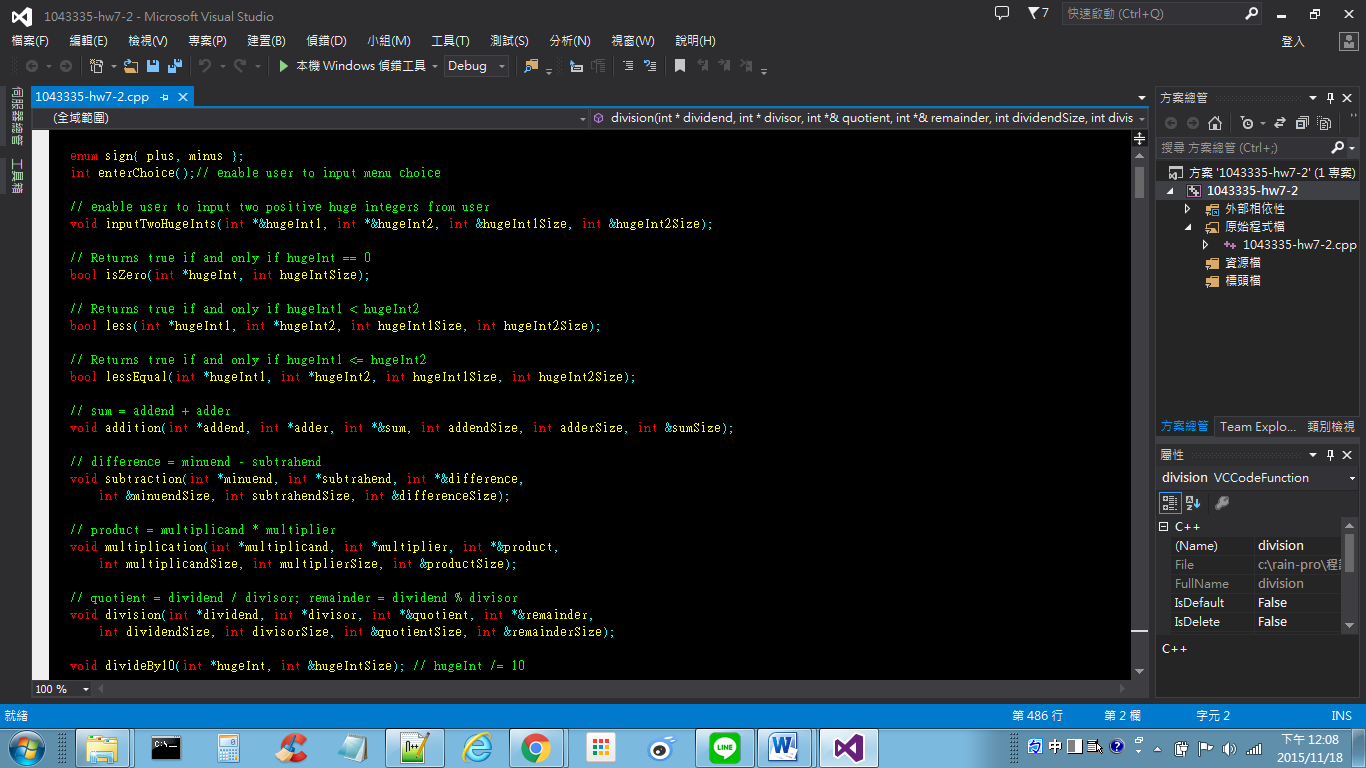 1043335-hw7-2 - Microsoft Visual Studio
7
快速啟動 (Ctrl+Q)
檔案(F) 編輯(E) 檢視(V) 專案(P) 建置(B) 偵錯(D) 小組(M) 工具(T) 測試(S) 分析(N) 視窗(W) 說明(H)
登入
本機 Windows 偵錯工具
Debug
伺服器總管
工具箱
1043335-hw7-2.cpp
(全域範圍)
division(int * dividend, int * divisor, int *& quotient, int *& remainder, int dividendSize, int divis
enum sign{ plus, minus };
int enterChoice();// enable user to input menu choice
// enable user to input two positive huge integers from user
void inputTwoHugeInts(int *&hugeInt1, int *&hugeInt2, int &hugeInt1Size, int &hugeInt2Size);
// Returns true if and only if hugeInt == 0
bool isZero(int *hugeInt, int hugeIntSize);
// Returns true if and only if hugeInt1 < hugeInt2
bool less(int *hugeInt1, int *hugeInt2, int hugeInt1Size, int hugeInt2Size);
// Returns true if and only if hugeInt1 <= hugeInt2
bool lessEqual(int *hugeInt1, int *hugeInt2, int hugeInt1Size, int hugeInt2Size);
// sum = addend + adder
void addition(int *addend, int *adder, int *&sum, int addendSize, int adderSize, int &sumSize);
// difference = minuend - subtrahend
void subtraction(int *minuend, int *subtrahend, int *&difference,
int &minuendSize, int subtrahendSize, int &differenceSize);
// product = multiplicand * multiplier
void multiplication(int *multiplicand, int *multiplier, int *&product,
int multiplicandSize, int multiplierSize, int &productSize);
// quotient = dividend / divisor; remainder = dividend % divisor
void division(int *dividend, int *divisor, int *&quotient, int *&remainder,
int dividendSize, int divisorSize, int &quotientSize, int &remainderSize);
void divideBy10(int *hugeInt, int &hugeIntSize); // hugeInt /= 10
100 %
方案總管
搜尋 方案總管 (Ctrl+;)
方案 '1043335-hw7-2' (1 專案)
1043335-hw7-2
外部相依性
原始程式檔
1043335-hw7-2.cpp
資源檔
標頭檔
方案總管 Team Explo... 類別檢視
屬性
division VCCodeFunction
C++
(Name) division
File c:\rain-pro\程
FullName division
IsDefault False
IsDelete False
C++
就緒
第 486 行 第 2 欄 字元 2 INS
LINE
中
下午 12:08
2015/11/18